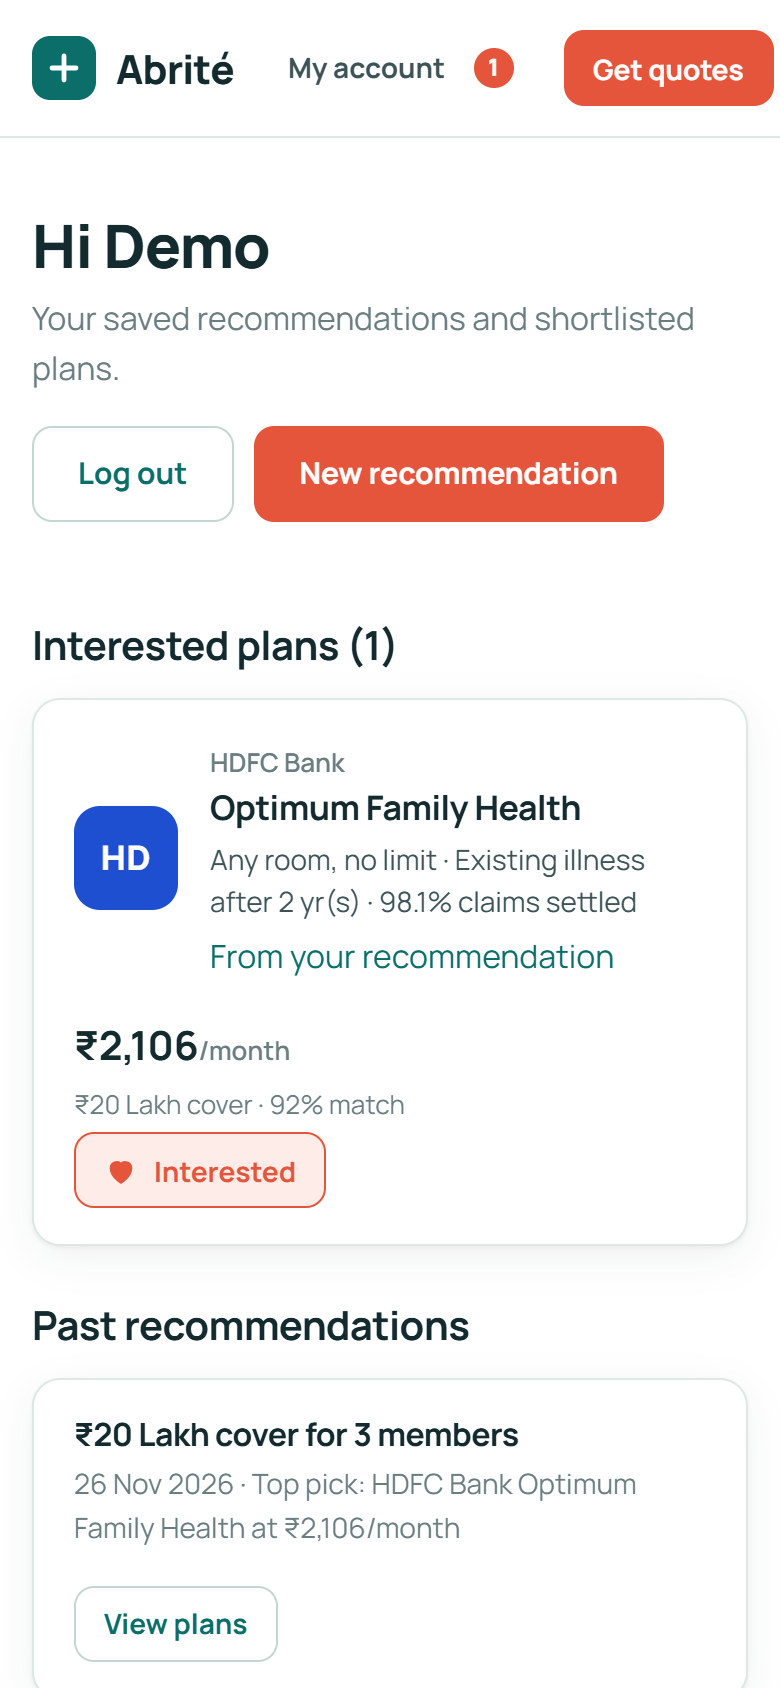 Abrité
My account
1
Get quotes
Hi Demo
Your saved recommendations and shortlisted
plans.
Log out
New recommendation
Interested plans (1)
HD
HDFC Bank
Optimum Family Health
Any room, no limit · Existing illness
after 2 yr(s) · 98.1% claims settled
From your recommendation
₹2,106/month
₹20 Lakh cover · 92% match
Interested
Past recommendations
₹20 Lakh cover for 3 members
26 Nov 2026 · Top pick: HDFC Bank Optimum
Family Health at ₹2,106/month
View plans